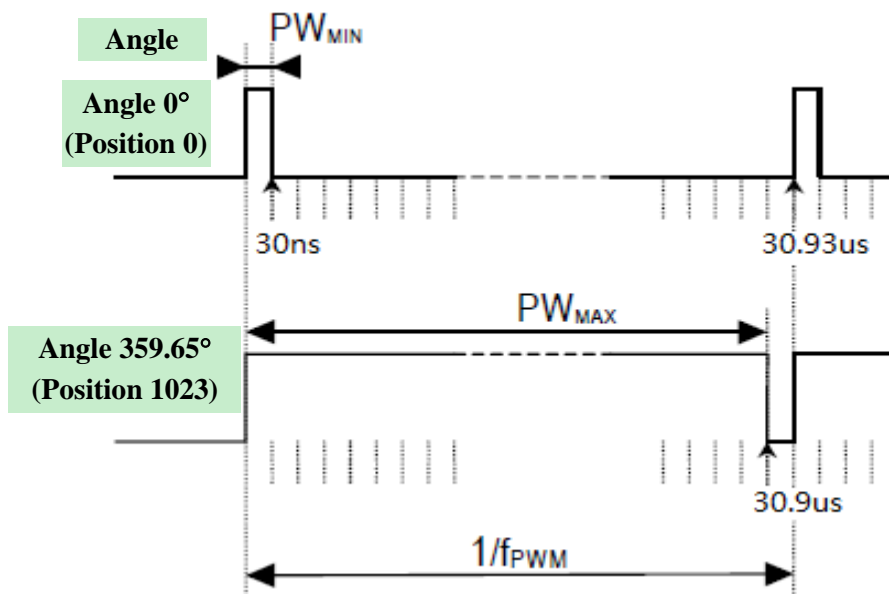 Angle
PWMIN
Angle 0°
(Position 0)
30ns
30.93us
PWMAX
Angle 359.65°
(Position 1023)
30.9us
1/fPWM